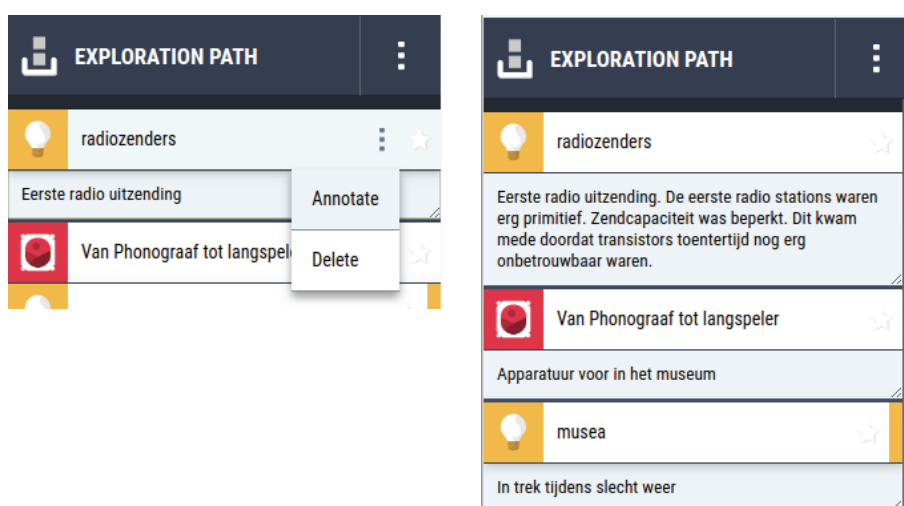 EXPLORATION PATH
radiozenders
Eerste radio uitzending
Annotate
Van Phonograaf tot langspel
Delete
EXPLORATION PATH
radiozenders
Eerste radio uitzending. De eerste radio stations waren
erg primitief. Zendcapaciteit was beperkt. Dit kwam
mede doordat transistors toentertijd nog erg
onbetrouwbaar waren.
Van Phonograaf tot langspeler
Apparatuur voor in het museum
musea
In trek tijdens slecht weer